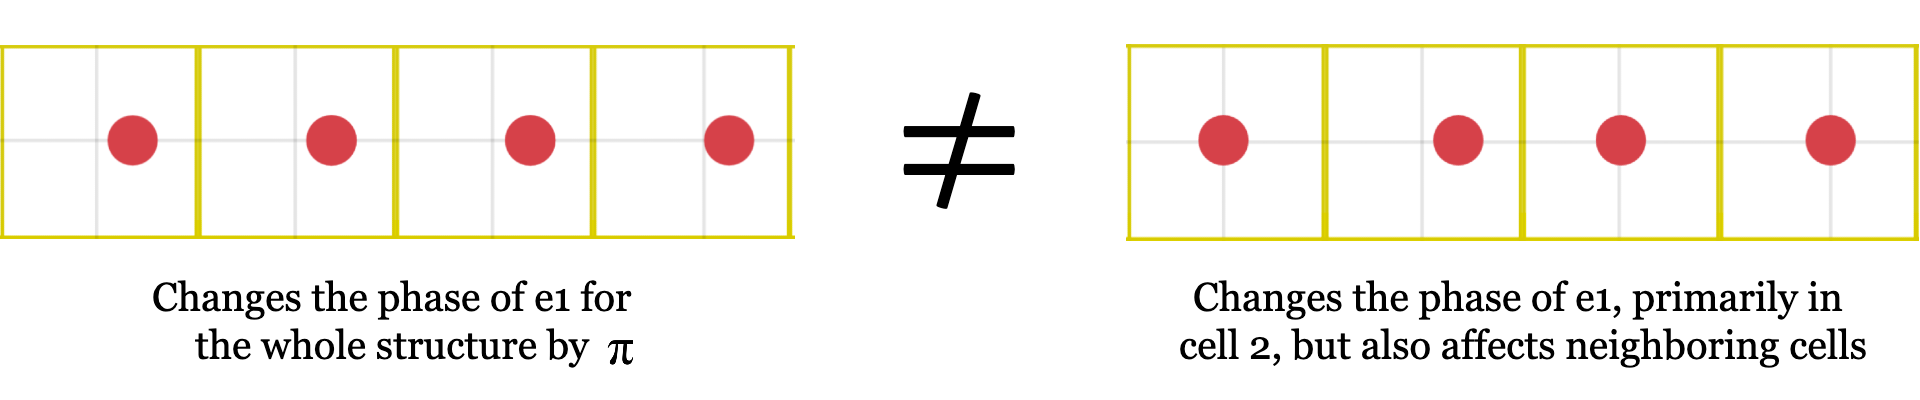 Changes the phase of e1 for
the whole structure by π
≠
Changes the phase of e1, primarily in
cell 2, but also affects neighboring cells